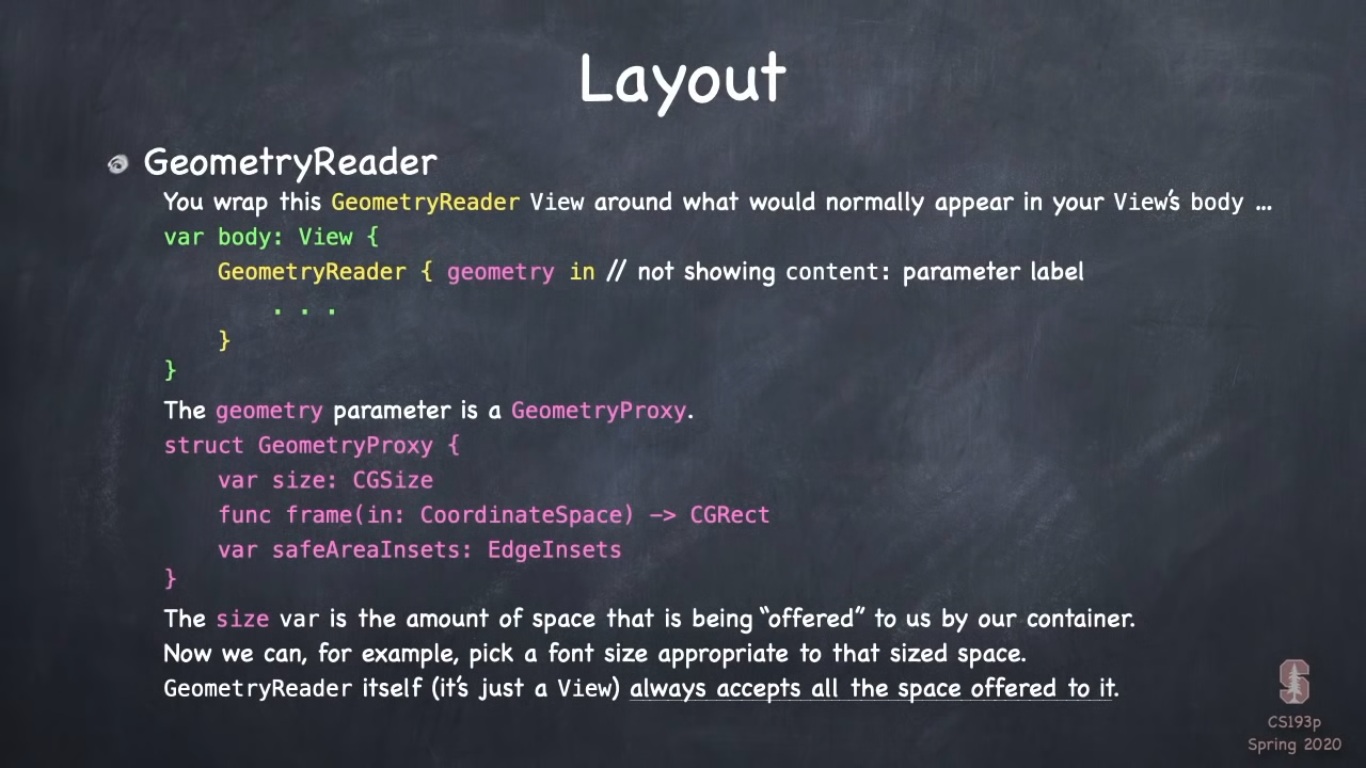 Layout
GeometryReader
You wrap this GeometryReader View around what would normally appear in your View's body ...
var body: View {
    GeometryReader { geometry in // not showing content: parameter label
        . . .
    }
}
The geometry parameter is a GeometryProxy.
struct GeometryProxy {
    var size: CGSize
    func frame(in: CoordinateSpace) -> CGRect
    var safeAreaInsets: EdgeInsets
}
The size var is the amount of space that is being “offered” to us by our container.
Now we can, for example, pick a font size appropriate to that sized space.
GeometryReader itself (it's just a View) always accepts all the space offered to it.
S
CS193p
Spring 2020